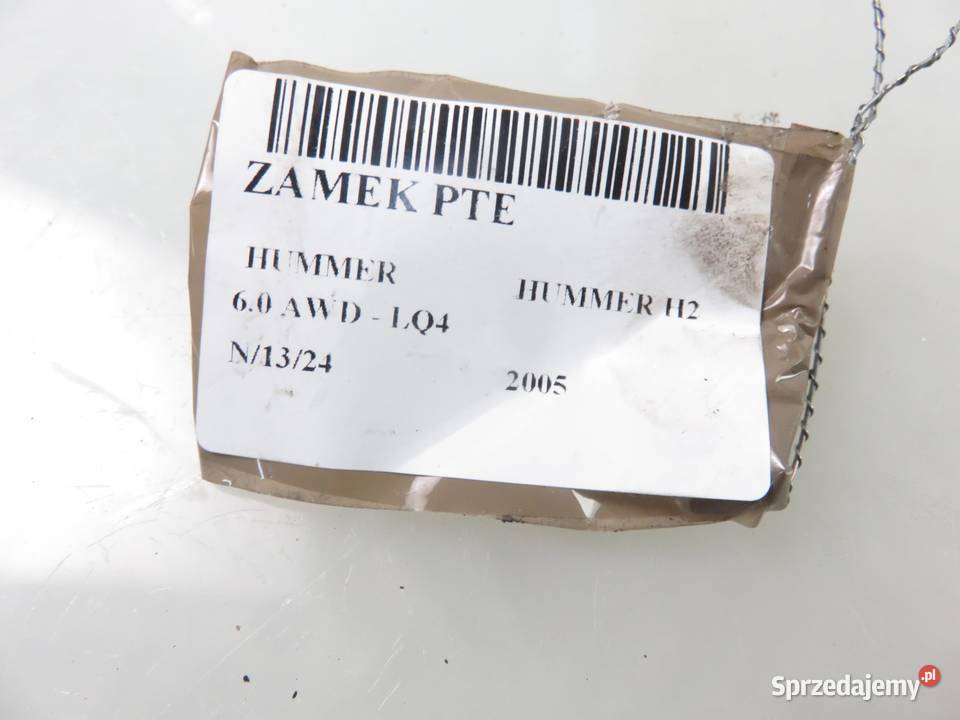 ZAMEK PTE
HUMMER HUMMER H2
6.0 AWD - LQ4
N/13/24 2005
Sprzedajemy.pl